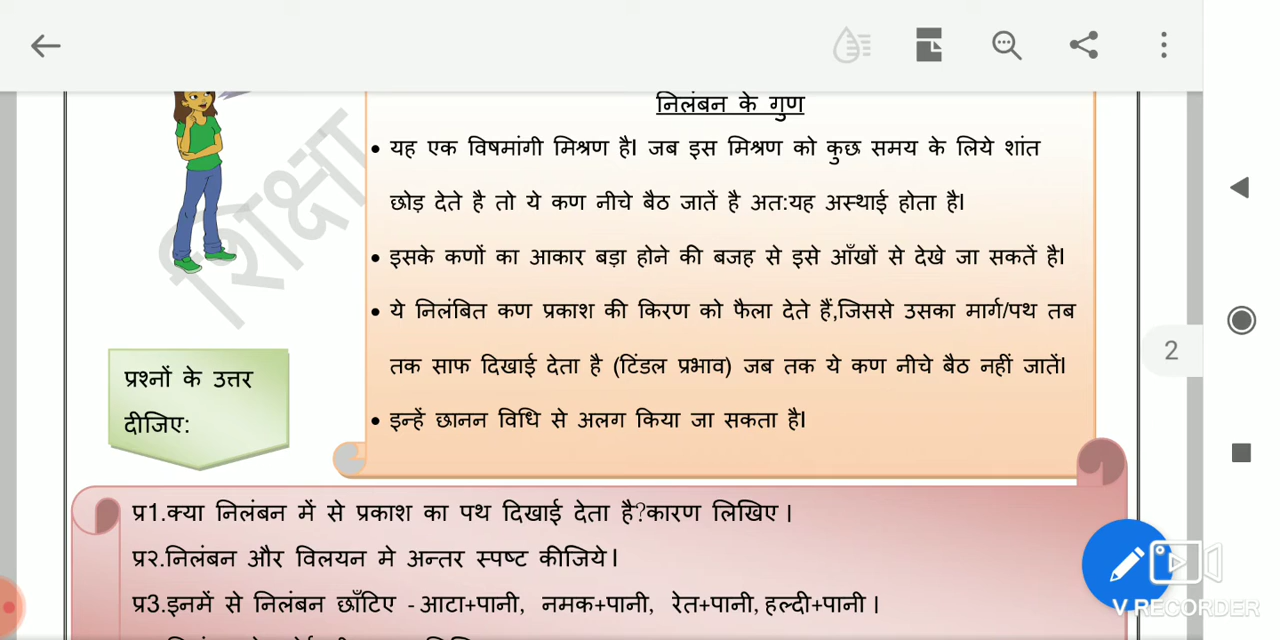 निलंबन के गुण
• यह एक विषमांगी मिश्रण है। जब इस मिश्रण को कुछ समय के लिये शांत
छोड़ देते है तो ये कण नीचे बैठ जातें है अत:यह अस्थाई होता है।
• इसके कणों का आकार बड़ा होने की बजह से इसे आँखों से देखे जा सकतें है।
• ये निलंबित कण प्रकाश की किरण को फैला देते हैं,जिससे उसका मार्ग/पथ तब
तक साफ दिखाई देता है (टिंडल प्रभाव) जब तक ये कण नीचे बैठ नहीं जातें।
• इन्हें छानन विधि से अलग किया जा सकता है।
शिक्षा
प्रश्नों के उत्तर
दीजिए:
2
प्र1.क्या निलंबन में से प्रकाश का पथ दिखाई देता है?कारण लिखिए ।
प्र२.निलंबन और विलयन मे अन्तर स्पष्ट कीजिये ।
प्र3.इनमें से निलंबन छाँटिए - आटा+पानी, नमक+पानी, रेत+पानी, हल्दी+पानी ।
V RECORDER